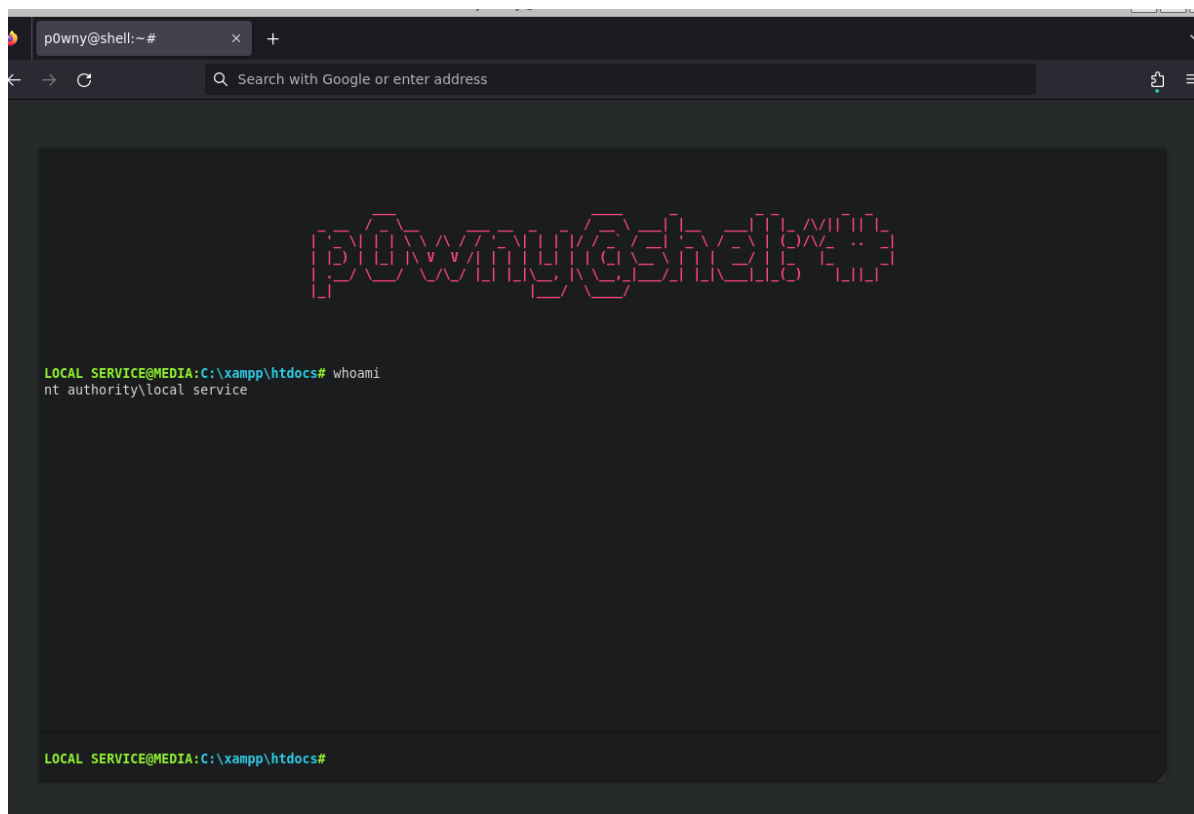 p0wny@shell:~#
Search with Google or enter address
p0wny@shell:~#
LOCAL SERVICE@MEDIA:C:\xampp\htdocs# whoami
nt authority\local service
LOCAL SERVICE@MEDIA:C:\xampp\htdocs#